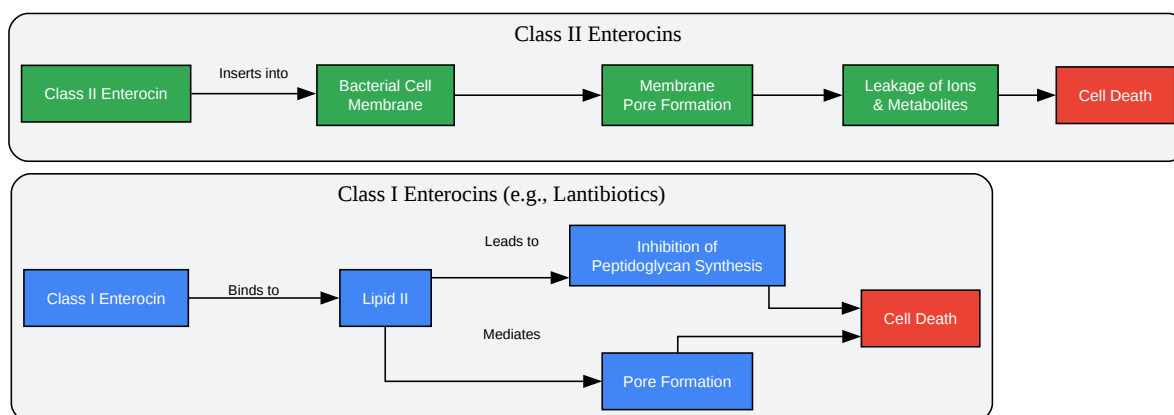 Class II Enterocins
Class II Enterocin
Inserts into
Bacterial Cell
Membrane
Membrane
Pore Formation
Leakage of Ions
& Metabolites
Cell Death
Class I Enterocins (e.g., Lantibiotics)
Class I Enterocin
Binds to
Lipid II
Leads to
Inhibition of
Peptidoglycan Synthesis
Mediates
Pore Formation
Cell Death